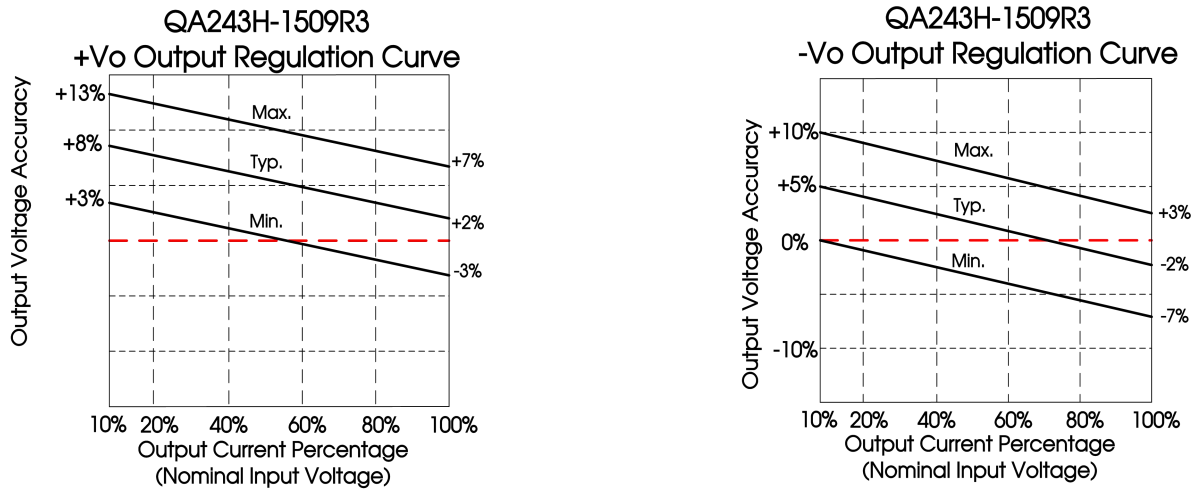 QA243H-1509R3
+Vo Output Regulation Curve
Output Voltage Accuracy
+13%
+8%
+3%
Max.
Typ.
Min.
+7%
+2%
-3%
10% 20% 40% 60% 80% 100%
Output Current Percentage
(Nominal Input Voltage)
QA243H-1509R3
-Vo Output Regulation Curve
Output Voltage Accuracy
+10%
+5%
0%
-10%
Max.
Typ.
Min.
+3%
-2%
-7%
10% 20% 40% 60% 80% 100%
Output Current Percentage
(Nominal Input Voltage)